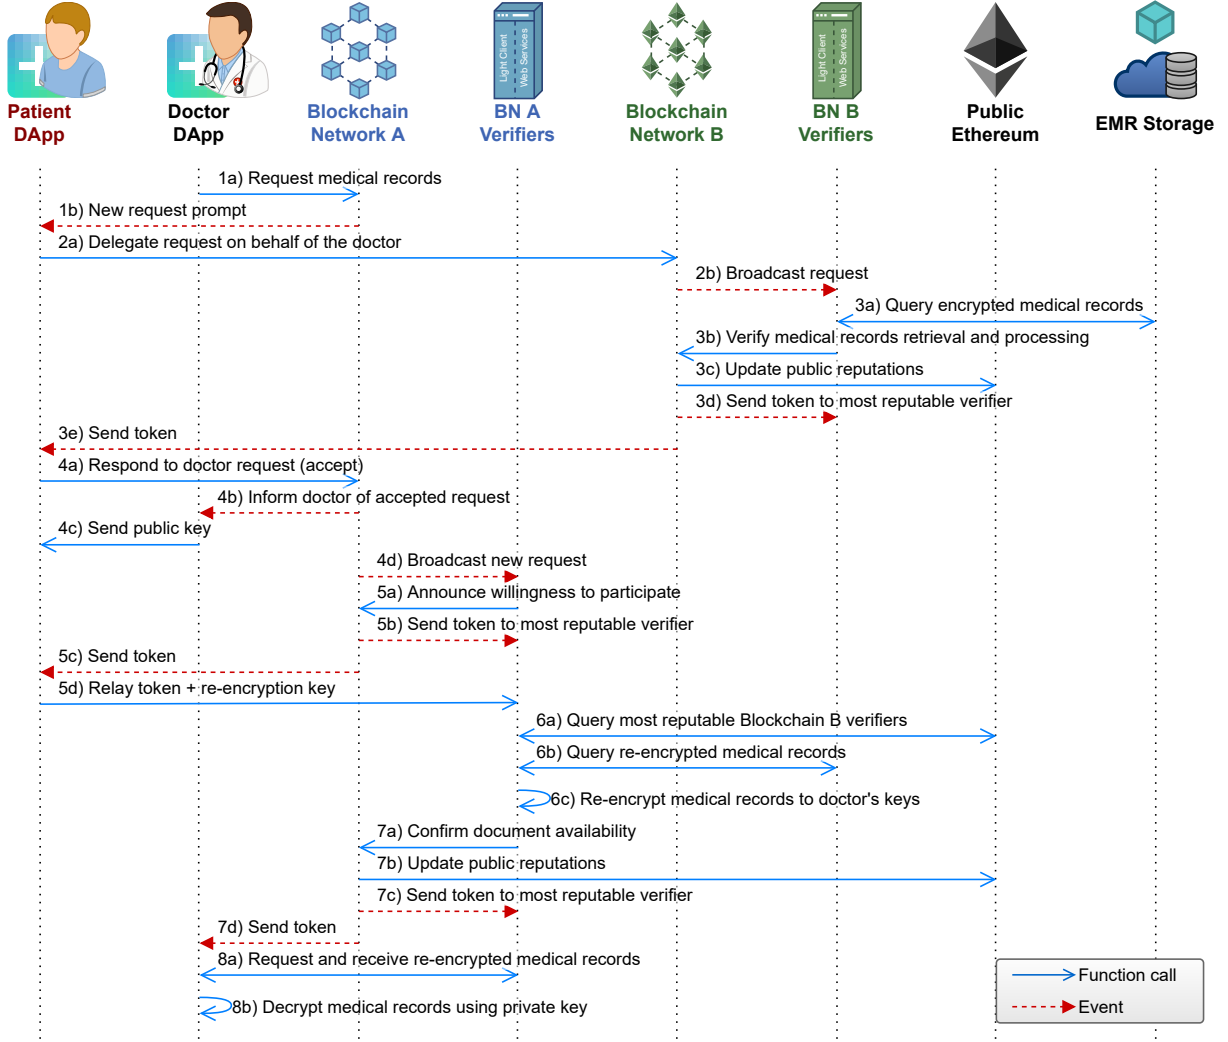 Light Client
Web Services
Light Client
Web Services
Patient
DApp
Doctor
DApp
Blockchain
Network A
BN A
Verifiers
Blockchain
Network B
BN B
Verifiers
Public
Ethereum
EMR Storage
1a) Request medical records
1b) New request prompt
2a) Delegate request on behalf of the doctor
2b) Broadcast request
3a) Query encrypted medical records
3b) Verify medical records retrieval and processing
3c) Update public reputations
3d) Send token to most reputable verifier
3e) Send token
4a) Respond to doctor request (accept)
4b) Inform doctor of accepted request
4c) Send public key
4d) Broadcast new request
5a) Announce willingness to participate
5b) Send token to most reputable verifier
5c) Send token
5d) Relay token + re-encryption key
6a) Query most reputable Blockchain B verifiers
6b) Query re-encrypted medical records
6c) Re-encrypt medical records to doctor's keys
7a) Confirm document availability
7b) Update public reputations
7c) Send token to most reputable verifier
7d) Send token
8a) Request and receive re-encrypted medical records
8b) Decrypt medical records using private key
Function call
Event